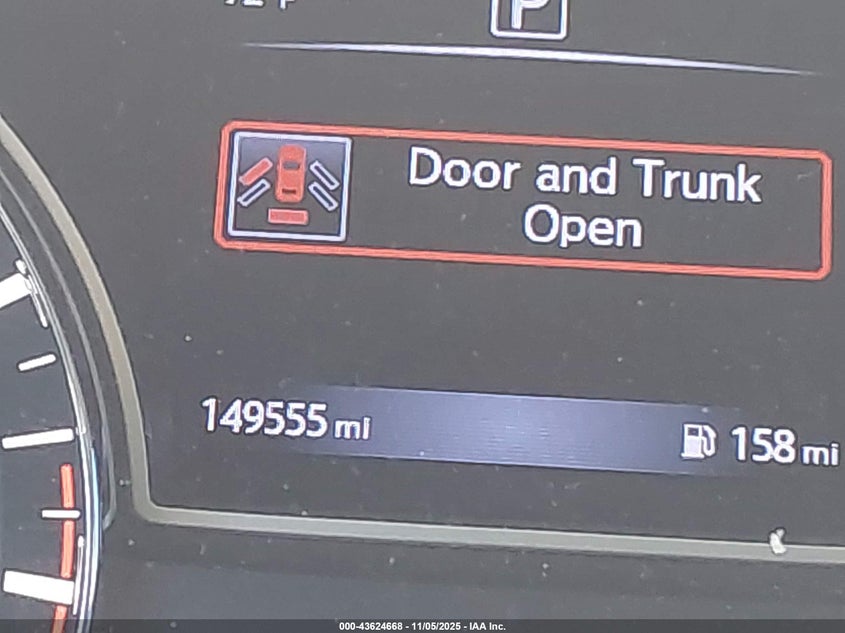 P
Door and Trunk
Open
149555 mi
158 mi
000-43624668 - 11/05/2025 - IAA Inc.